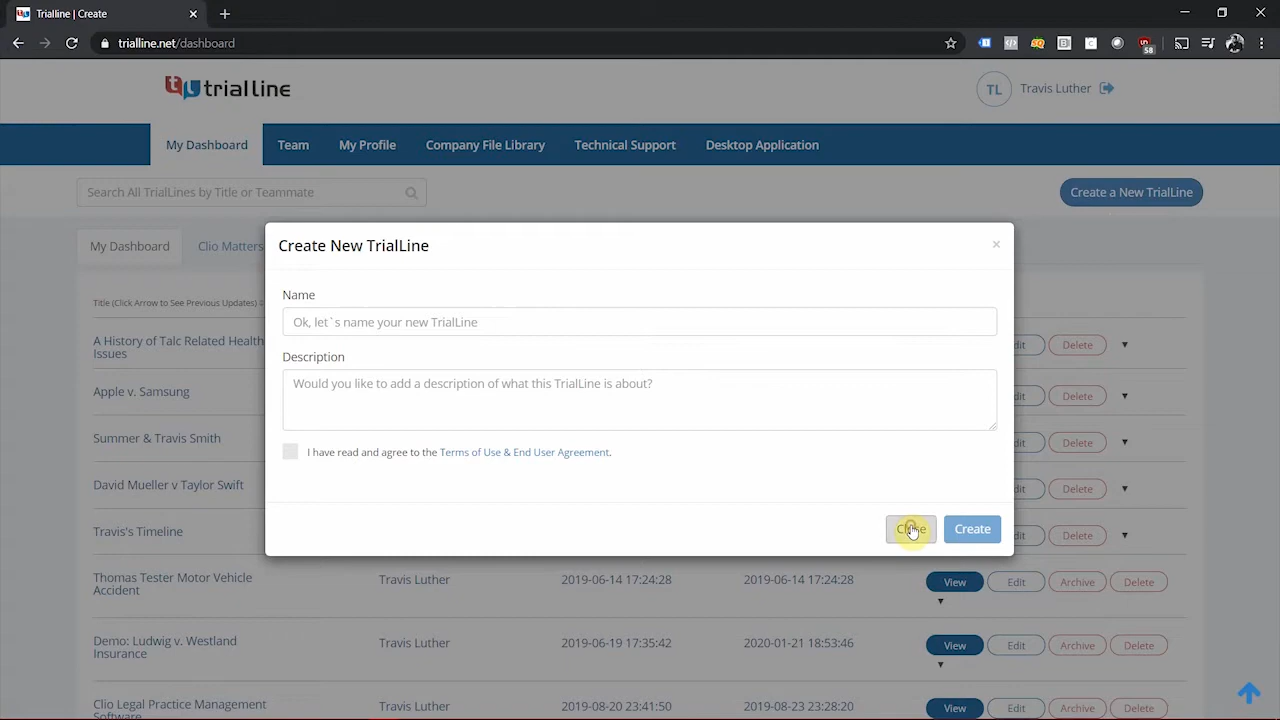 Trialline | Create
trialline.net/dashboard
58
trial line
TL
Travis Luther
My Dashboard
Team
My Profile
Company File Library
Technical Support
Desktop Application
Search All TrialLines by Title or Teammate
Create a New TrialLine
My Dashboard
Clio Matters
Create New TrialLine
×
Name
Ok, let`s name your new TrialLine
Description
Would you like to add a description of what this TrialLine is about?
I have read and agree to the Terms of Use & End User Agreement.
Create
Title (Click Arrow to See Previous Updates)
A History of Talc Related Health
Issues
Delete
Apple v. Samsung
Delete
Summer & Travis Smith
Delete
David Mueller v Taylor Swift
Delete
Travis's Timeline
Delete
Thomas Tester Motor Vehicle
Accident
Travis Luther
2019-06-14 17:24:28
2019-06-14 17:24:28
View
Edit
Archive
Delete
Demo: Ludwig v. Westland
Insurance
Travis Luther
2019-06-19 17:35:42
2020-01-21 18:53:46
View
Edit
Archive
Delete
Clio Legal Practice Management
Software
Travis Luther
2019-08-20 23:41:50
2019-08-23 23:28:20
View
Edit
Archive
Delete